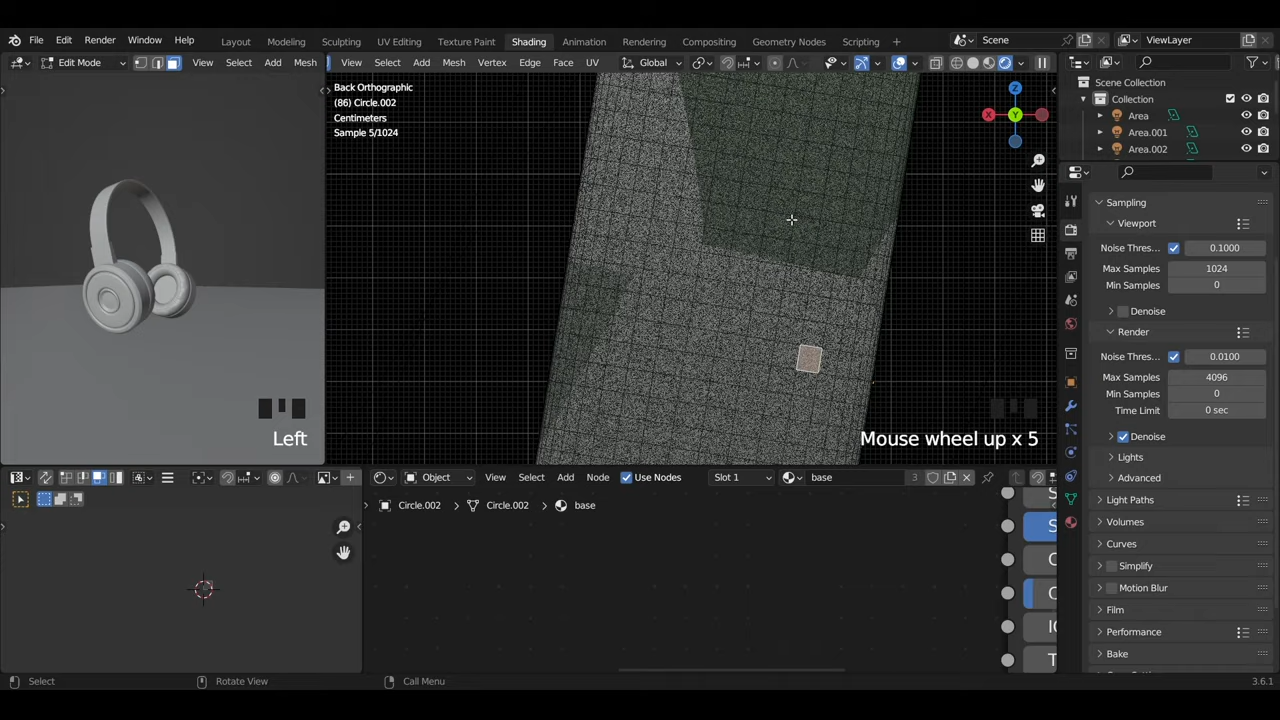 File Edit Render Window Help Layout Modeling Sculpting UV Editing Texture Paint Shading Animation Rendering Compositing Geometry Nodes Scripting Scene ViewLayer
Edit Mode View Select Add Mesh View Select Add Mesh Vertex Edge Face UV Global
Back Orthographic
(86) Circle.002
Centimeters
Sample 5/1024
X Y Z
Scene Collection
Collection
Area
Area.001
Area.002
Sampling
Viewport
Noise Thres... 0.1000
Max Samples 1024
Min Samples 0
Denoise
Render
Noise Thres... 0.0100
Max Samples 4096
Min Samples 0
Time Limit 0 sec
Denoise
Lights
Advanced
Light Paths
Volumes
Curves
Simplify
Motion Blur
Film
Performance
Bake
Left
Mouse wheel up x 5
Object View Select Add Node Use Nodes Slot 1 base 3
Circle.002 Circle.002 base
Select Rotate View Call Menu 3.6.1